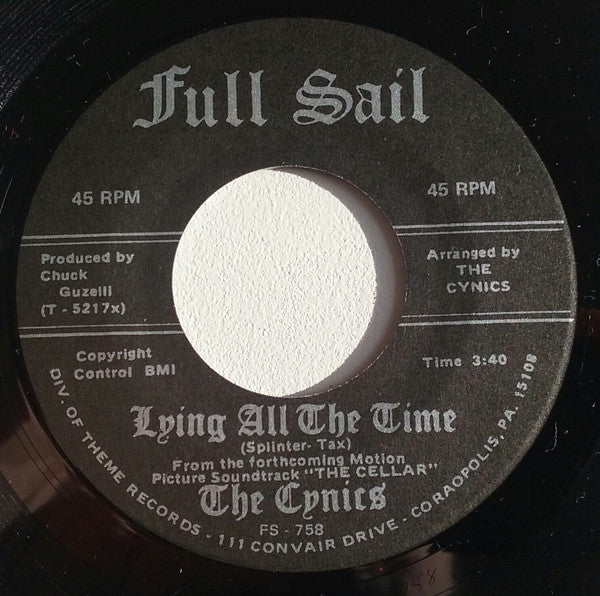 Full Sail
45 RPM
45 RPM
Produced by
Chuck
Guzelli
(T - 5217x)
Arranged by
THE
CYNICS
Copyright
Control BMI
Time 3:40
Lying All The Time
(Splinter- Tax)
From the forthcoming Motion
Picture Soundtrack "THE CELLAR"
The Cynics
FS - 758
DIV. OF THEME RECORDS - 111 CONVAIR DRIVE - CORAOPOLIS, PA. 15108